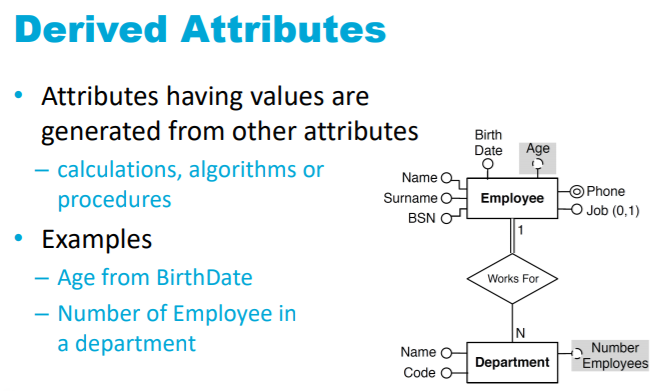 Derived Attributes
• Attributes having values are
generated from other attributes
– calculations, algorithms or
procedures
• Examples
– Age from BirthDate
– Number of Employee in
a department
Birth
Date
Age
Name
Surname
BSN
Employee
Phone
Job (0,1)
1
Works For
N
Name
Code
Department
Number
Employees